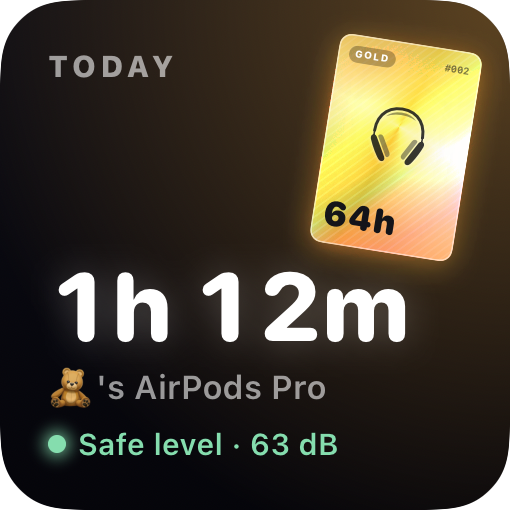 TODAY
GOLD
#002
64h
1h 12m
🧸's AirPods Pro
Safe level · 63 dB